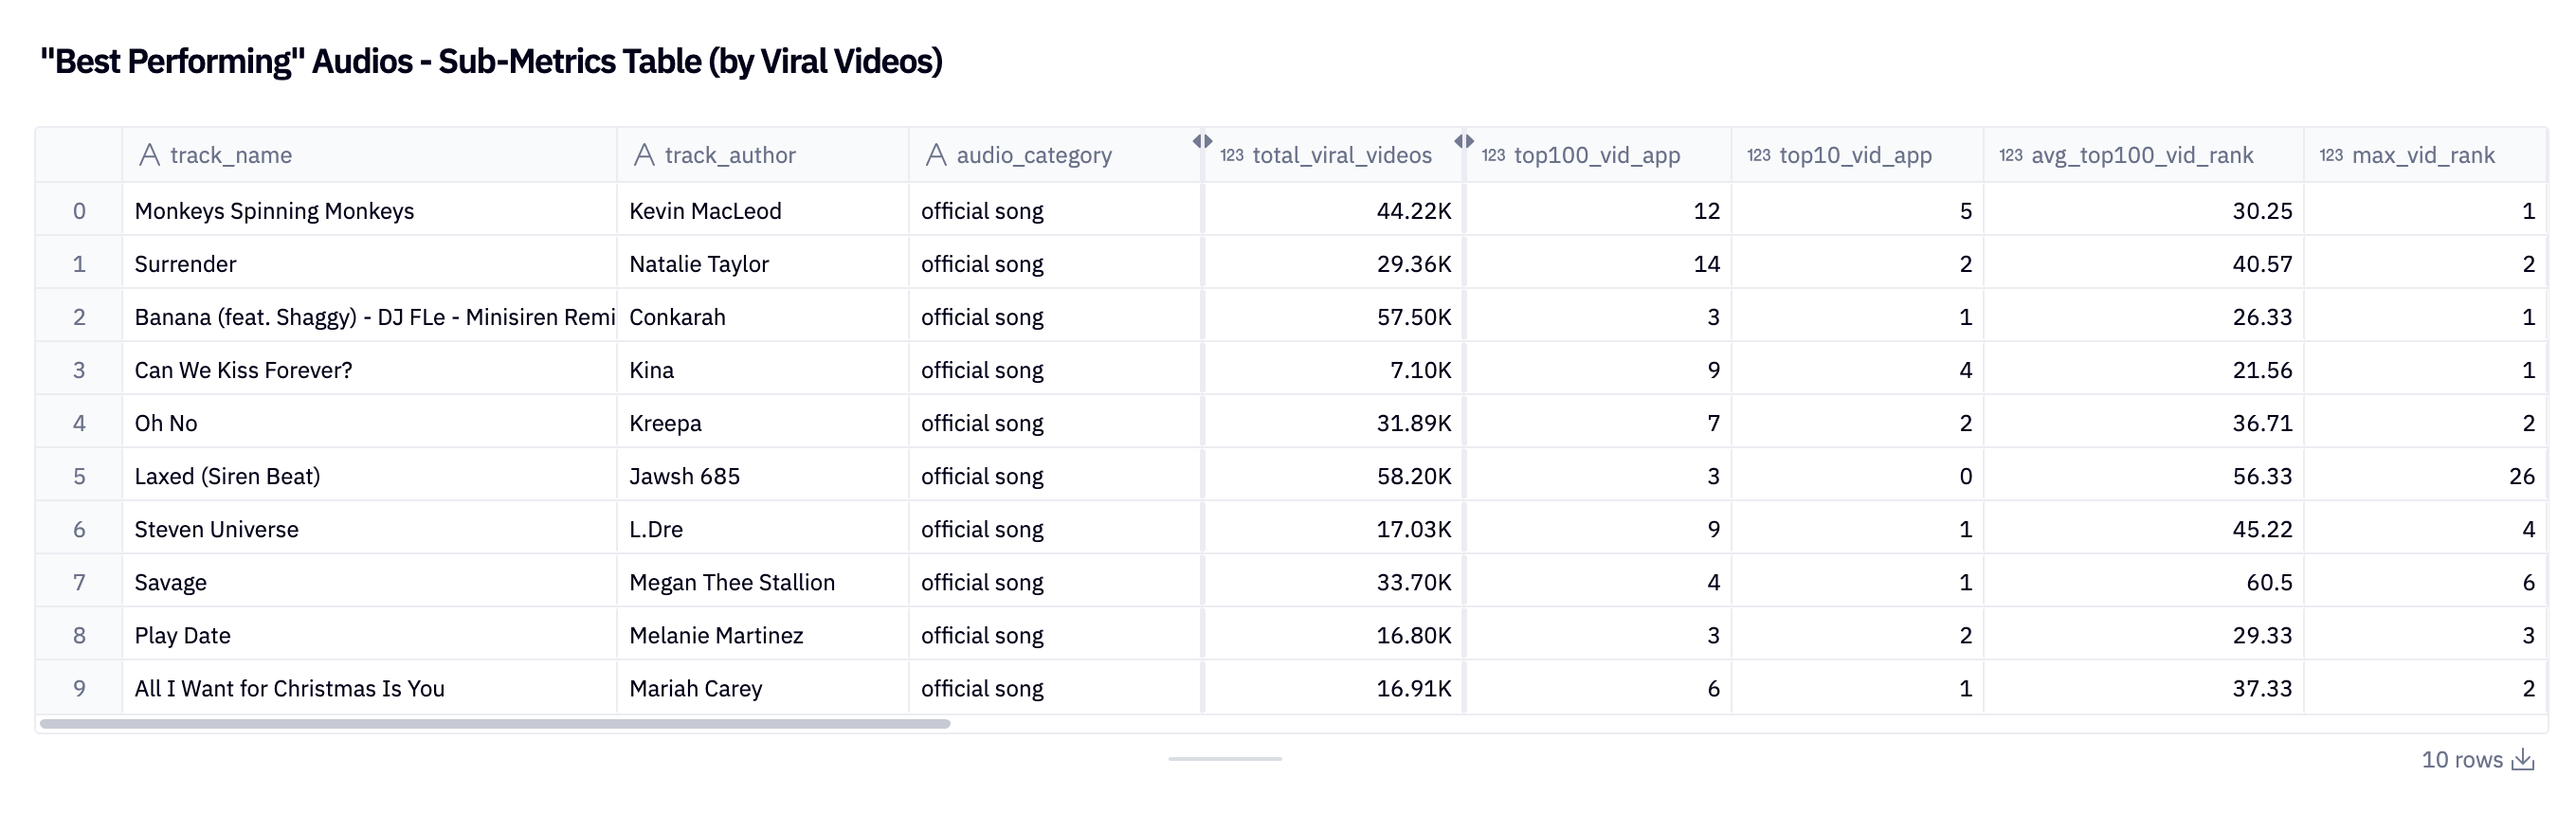 "Best Performing" Audios - Sub-Metrics Table (by Viral Videos)
A track_name A track_author A audio_category 123 total_viral_videos 123 top100_vid_app 123 top10_vid_app 123 avg_top100_vid_rank 123 max_vid_rank
0 Monkeys Spinning Monkeys Kevin MacLeod official song 44.22K 12 5 30.25 1
1 Surrender Natalie Taylor official song 29.36K 14 2 40.57 2
2 Banana (feat. Shaggy) - DJ FLe - Minisiren Remi Conkarah official song 57.50K 3 1 26.33 1
3 Can We Kiss Forever? Kina official song 7.10K 9 4 21.56 1
4 Oh No Kreepa official song 31.89K 7 2 36.71 2
5 Laxed (Siren Beat) Jawsh 685 official song 58.20K 3 0 56.33 26
6 Steven Universe L.Dre official song 17.03K 9 1 45.22 4
7 Savage Megan Thee Stallion official song 33.70K 4 1 60.5 6
8 Play Date Melanie Martinez official song 16.80K 3 2 29.33 3
9 All I Want for Christmas Is You Mariah Carey official song 16.91K 6 1 37.33 2
10 rows